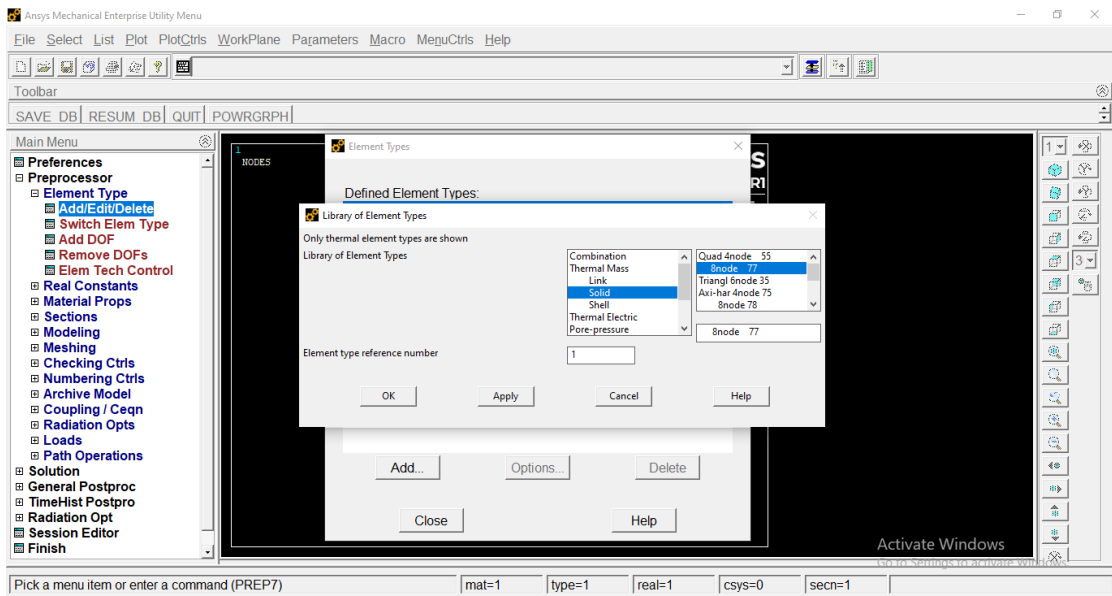 Ansys Mechanical Enterprise Utility Menu
File Select List Plot PlotCtrls WorkPlane Parameters Macro MenuCtrls Help
Toolbar
SAVE_DB RESUM_DB QUIT POWRGRPH
Main Menu
Preferences
Preprocessor
Element Type
Add/Edit/Delete
Switch Elem Type
Add DOF
Remove DOFs
Elem Tech Control
Real Constants
Material Props
Sections
Modeling
Meshing
Checking Ctrls
Numbering Ctrls
Archive Model
Coupling / Ceqn
Radiation Opts
Loads
Path Operations
Solution
General Postproc
TimeHist Postpro
Radiation Opt
Session Editor
Finish
1
NODES
S
R1
Element Types
Defined Element Types:
Library of Element Types
Only thermal element types are shown
Library of Element Types
Combination
Thermal Mass
Link
Solid
Shell
Thermal Electric
Pore-pressure
Quad 4node 55
8node 77
Triangl 6node 35
Axi-har 4node 75
8node 78
8node 77
Element type reference number
1
OK Apply Cancel Help
Add... Options... Delete
Close Help
1
3
Activate Windows
Go to Settings to activate Windows.
Pick a menu item or enter a command (PREP7) mat=1 type=1 real=1 csys=0 secn=1